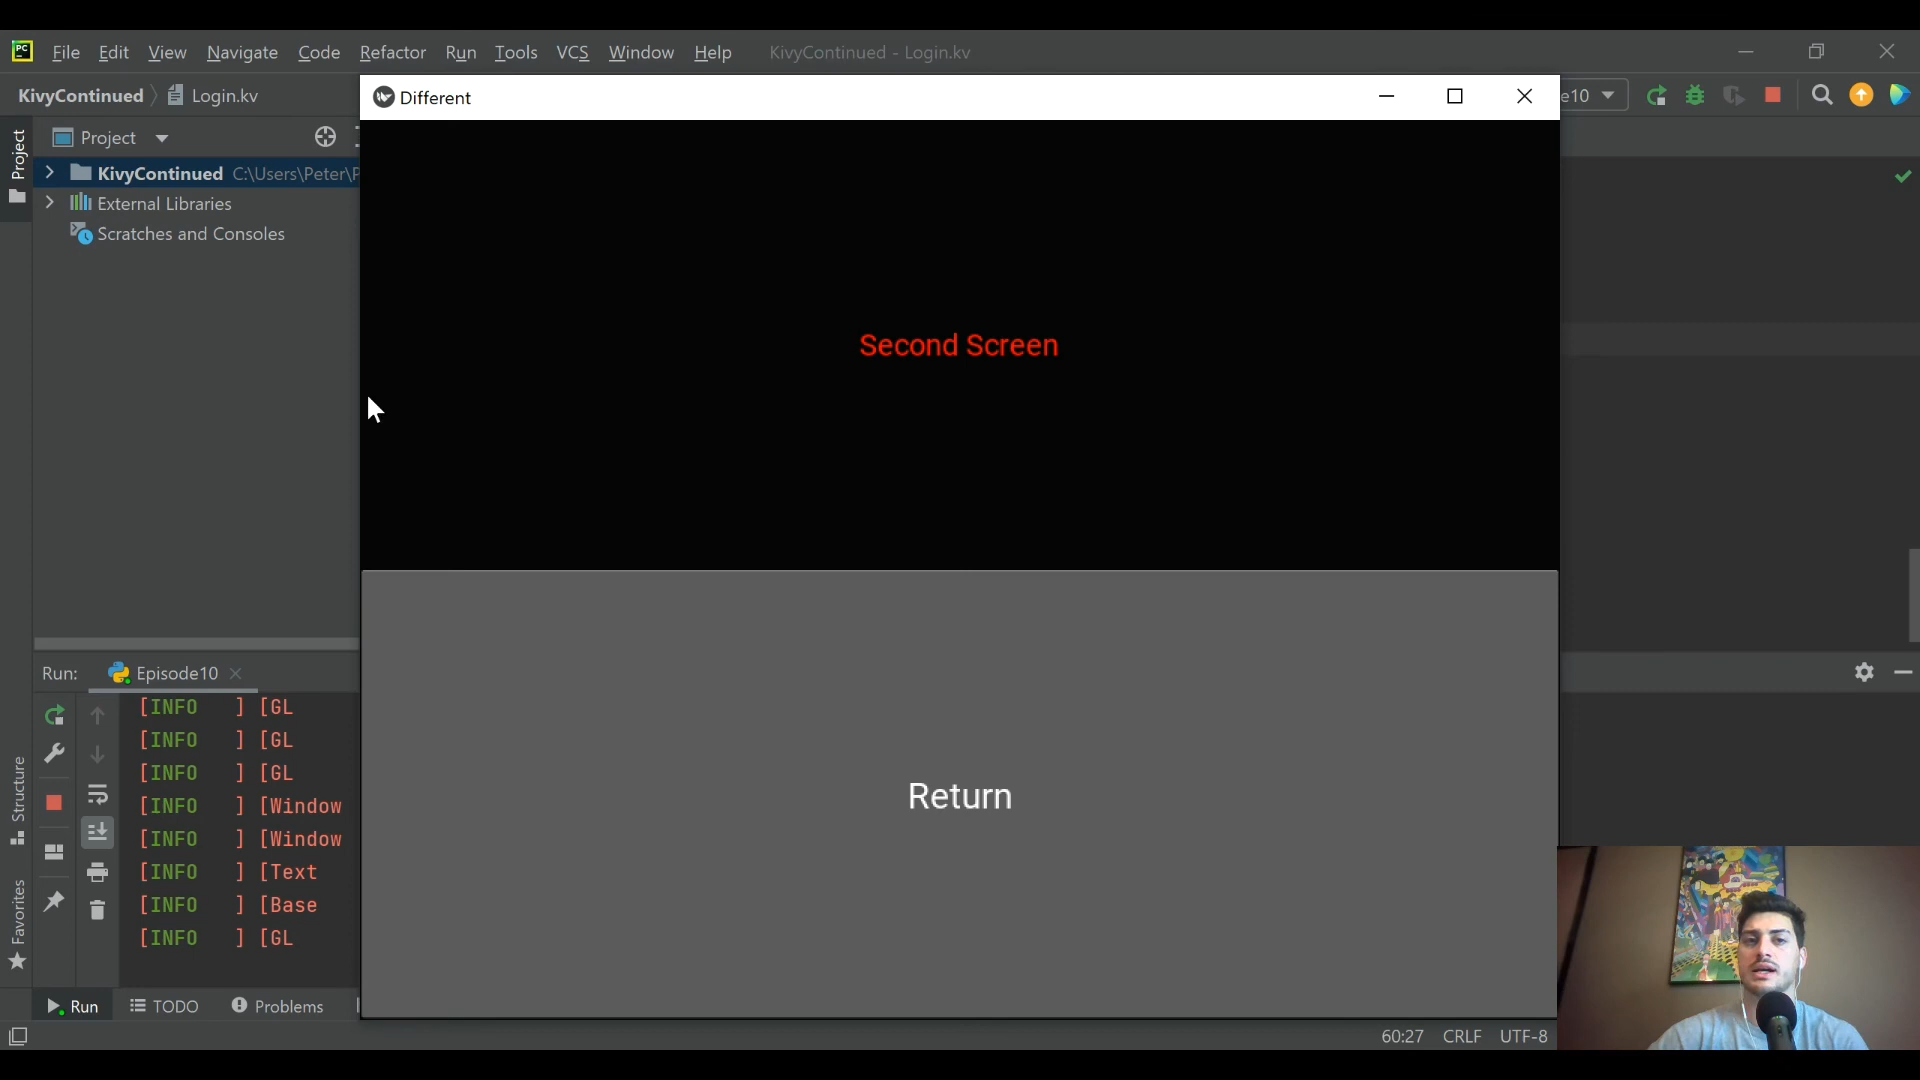 PC File Edit View Navigate Code Refactor Run Tools VCS Window Help KivyContinued - Login.kv
KivyContinued Login.kv
Different
e10
Project
Project
KivyContinued C:\Users\Peter\P
External Libraries
Scratches and Consoles
Second Screen
Return
Run: Episode10
[INFO ] [GL
[INFO ] [GL
[INFO ] [GL
[INFO ] [Window
[INFO ] [Window
[INFO ] [Text
[INFO ] [Base
[INFO ] [GL
Structure
Favorites
Run TODO Problems
60:27 CRLF UTF-8